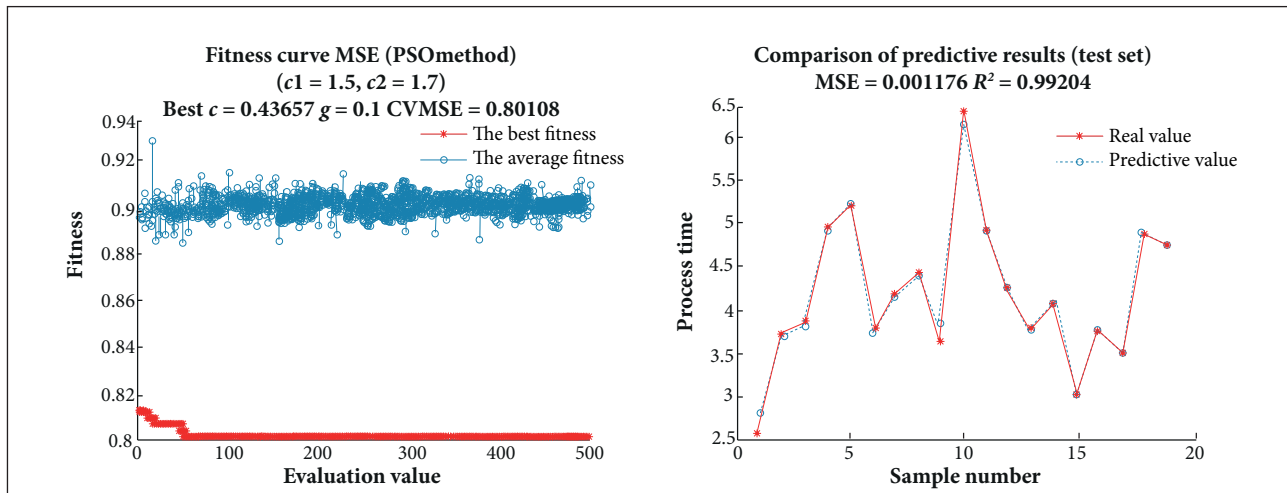 Fitness curve MSE (PSOmethod)
(c1 = 1.5, c2 = 1.7)
Best c = 0.43657 g = 0.1 CVMSE = 0.80108
0.94
0.92
0.9
0.88
0.86
0.84
0.82
0.8
Fitness
The best fitness
The average fitness
0
100
200
300
400
500
Evaluation value
Comparison of predictive results (test set)
MSE = 0.001176 R² = 0.99204
6.5
6.5
5
4.5
4
3.5
3
2.5
Process time
Real value
Predictive value
0
5
10
15
20
Sample number